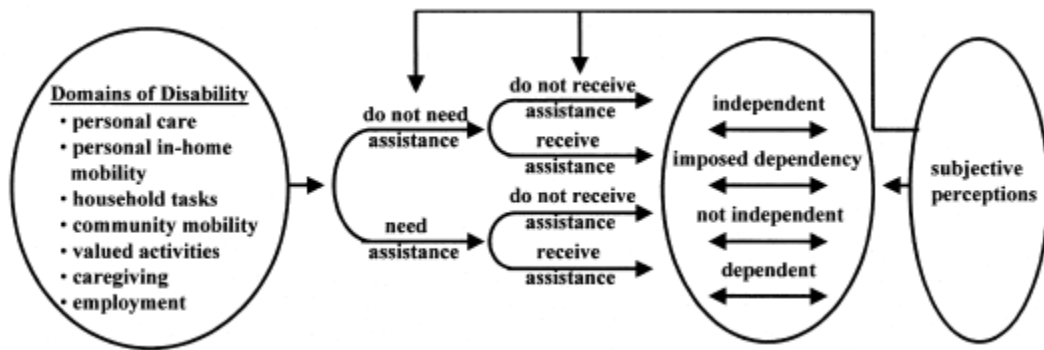 Domains of Disability
• personal care
• personal in-home
mobility
• household tasks
• community mobility
• valued activities
• caregiving
• employment
do not need
assistance
need
assistance
do not receive
assistance
receive
assistance
do not receive
assistance
receive
assistance
independent
imposed dependency
not independent
dependent
subjective
perceptions